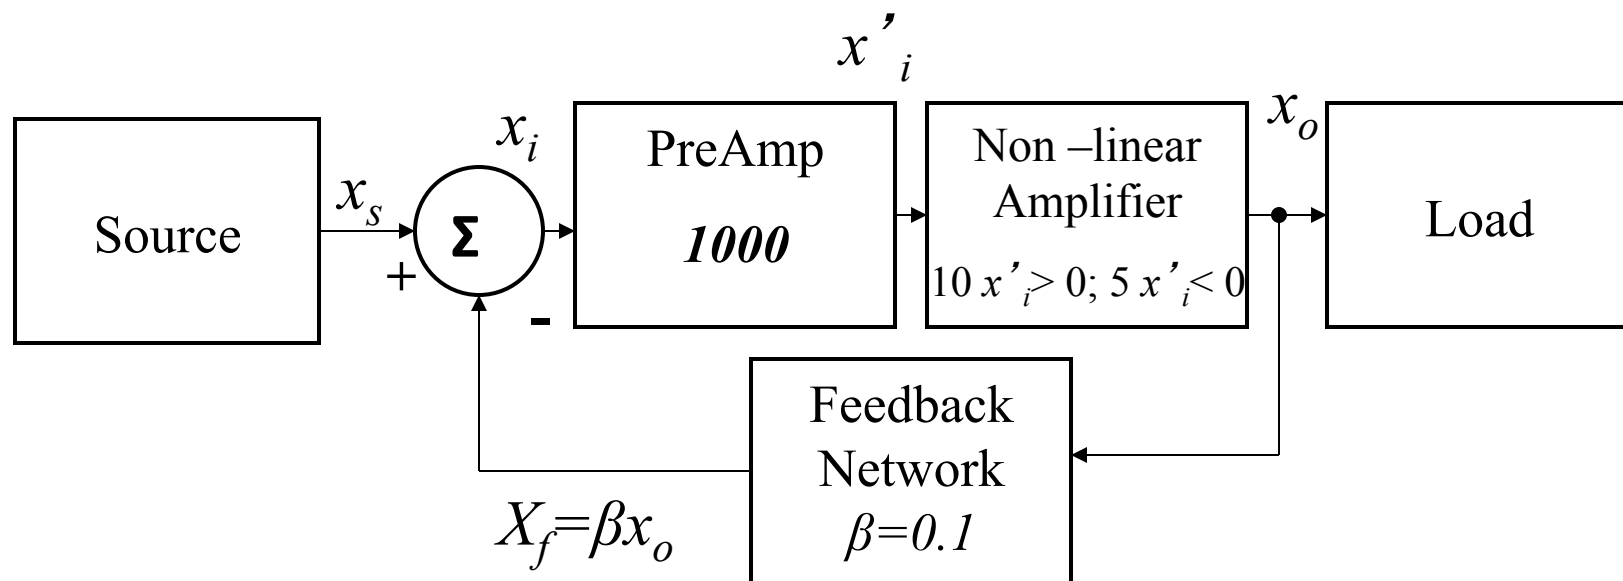 x'i
Source
xs
+
Σ
xi
-
PreAmp
1000
Non –linear
Amplifier
10 x'i> 0; 5 x'i< 0
xo
Load
Feedback
Network
β=0.1
Xf=βxo